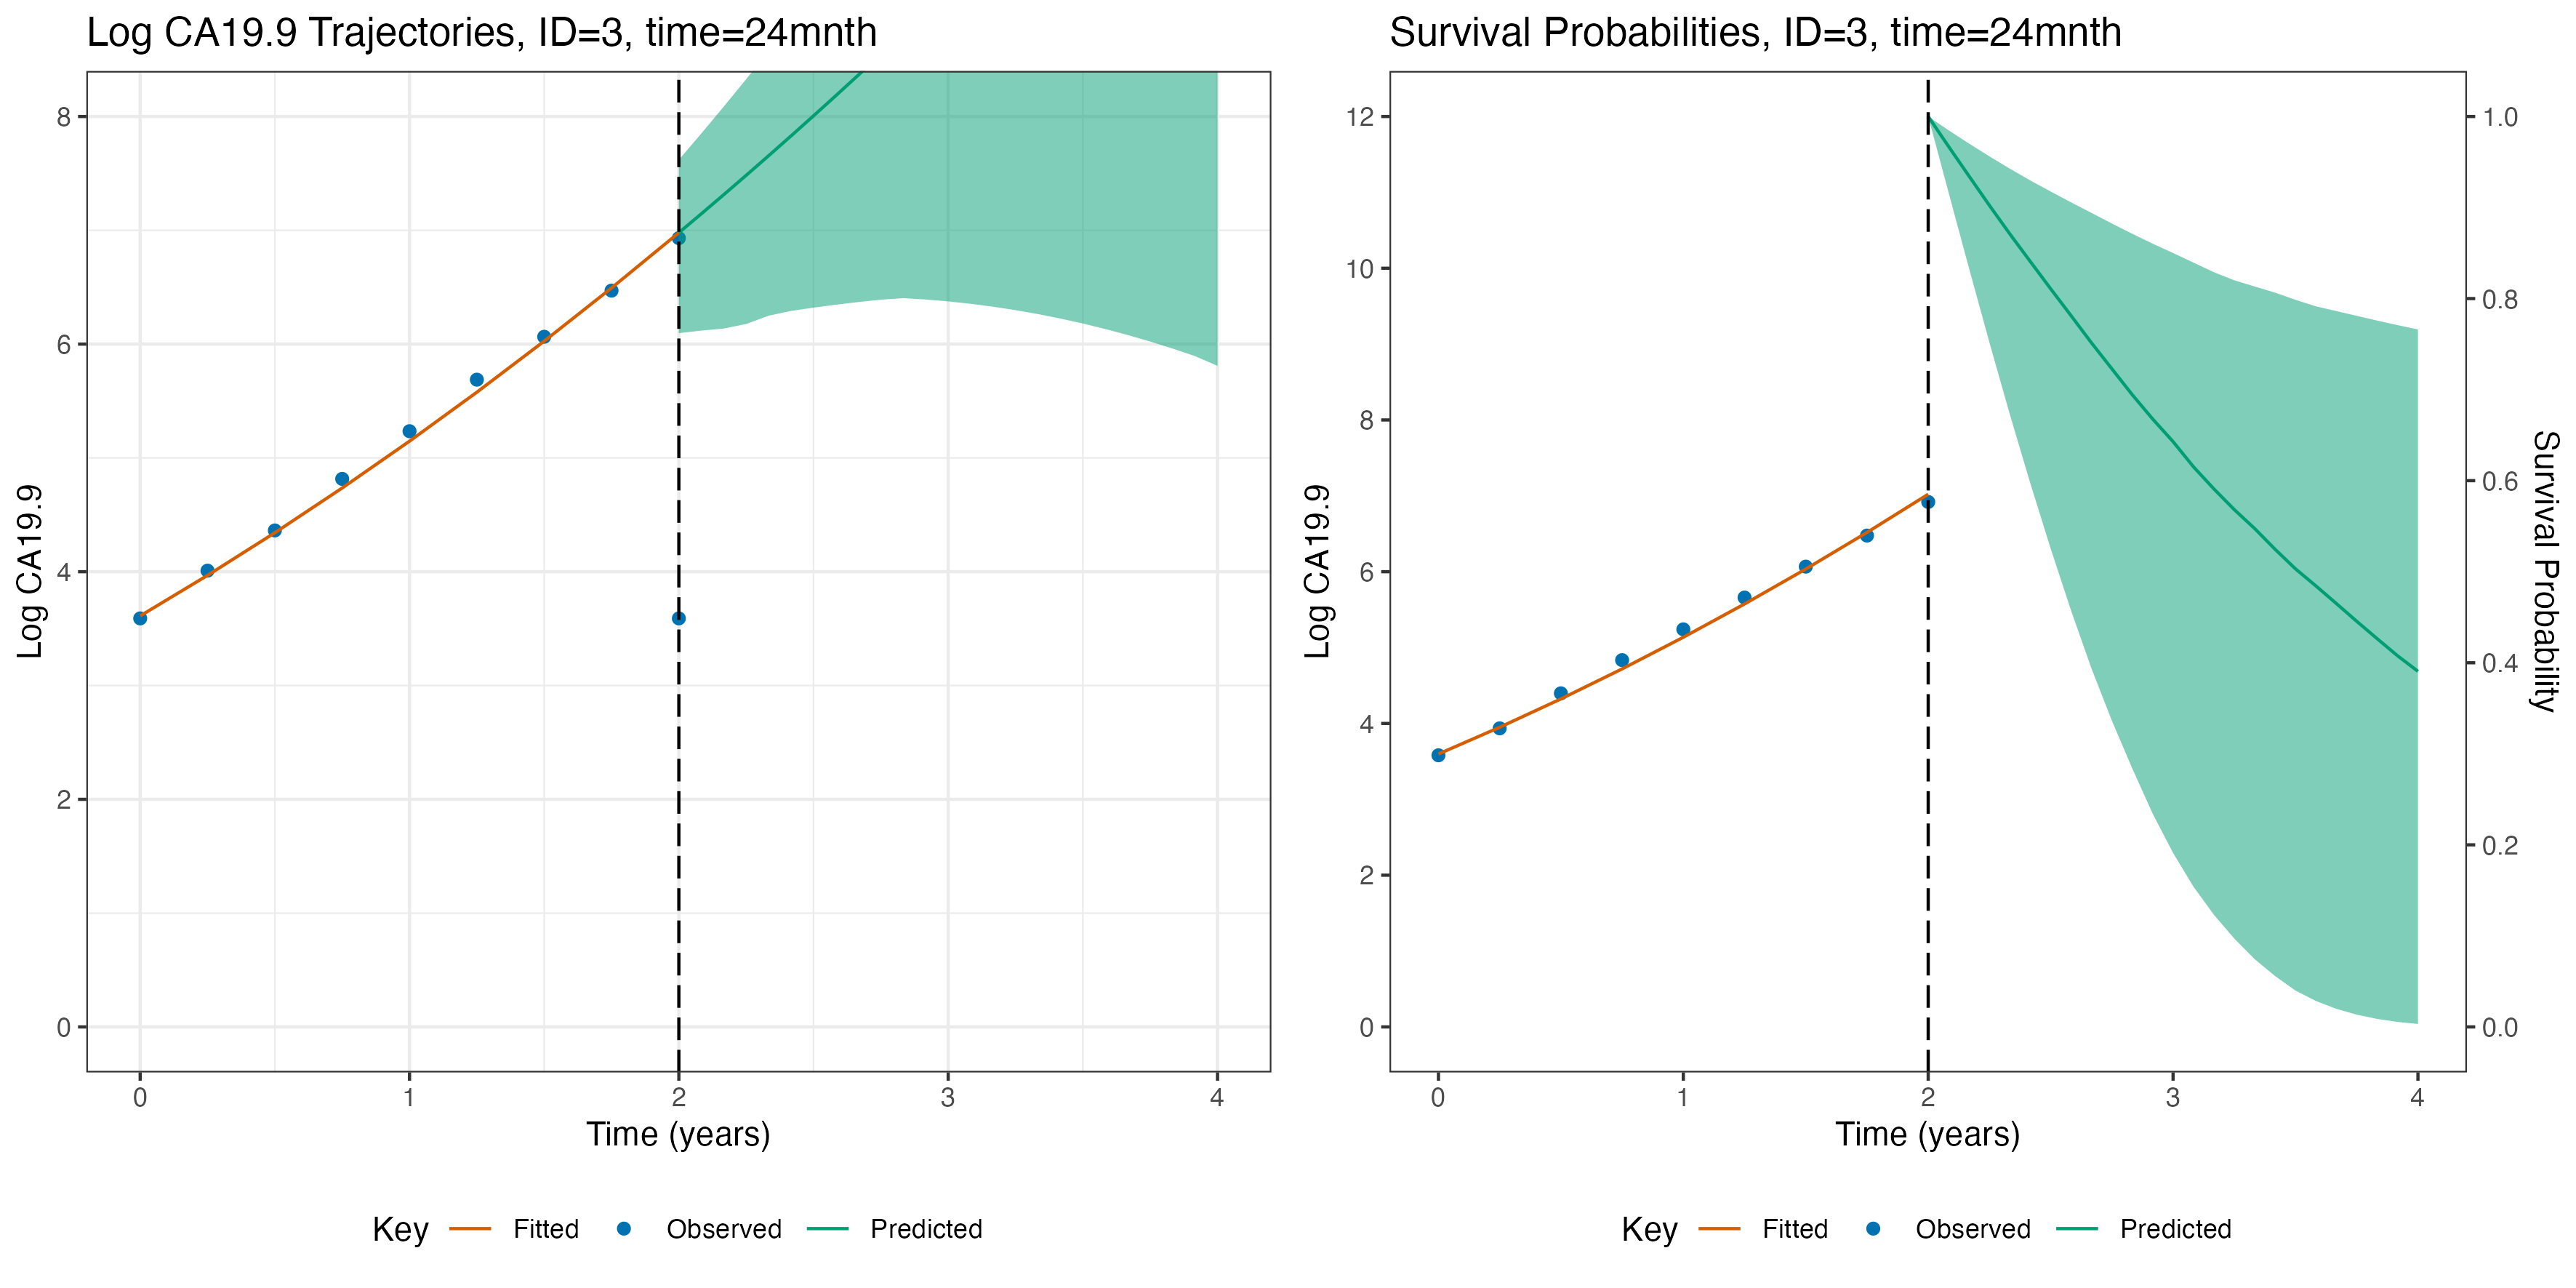 Log CA19.9 Trajectories, ID=3, time=24mnth
Log CA19.9
8
6
4
2
0
0 1 2 3 4
Time (years)
Key Fitted Observed Predicted
Survival Probabilities, ID=3, time=24mnth
Log CA19.9
12
10
8
6
4
2
0
1.0
0.8
0.6
0.4
0.2
0.0
Survival Probability
0 1 2 3 4
Time (years)
Key Fitted Observed Predicted